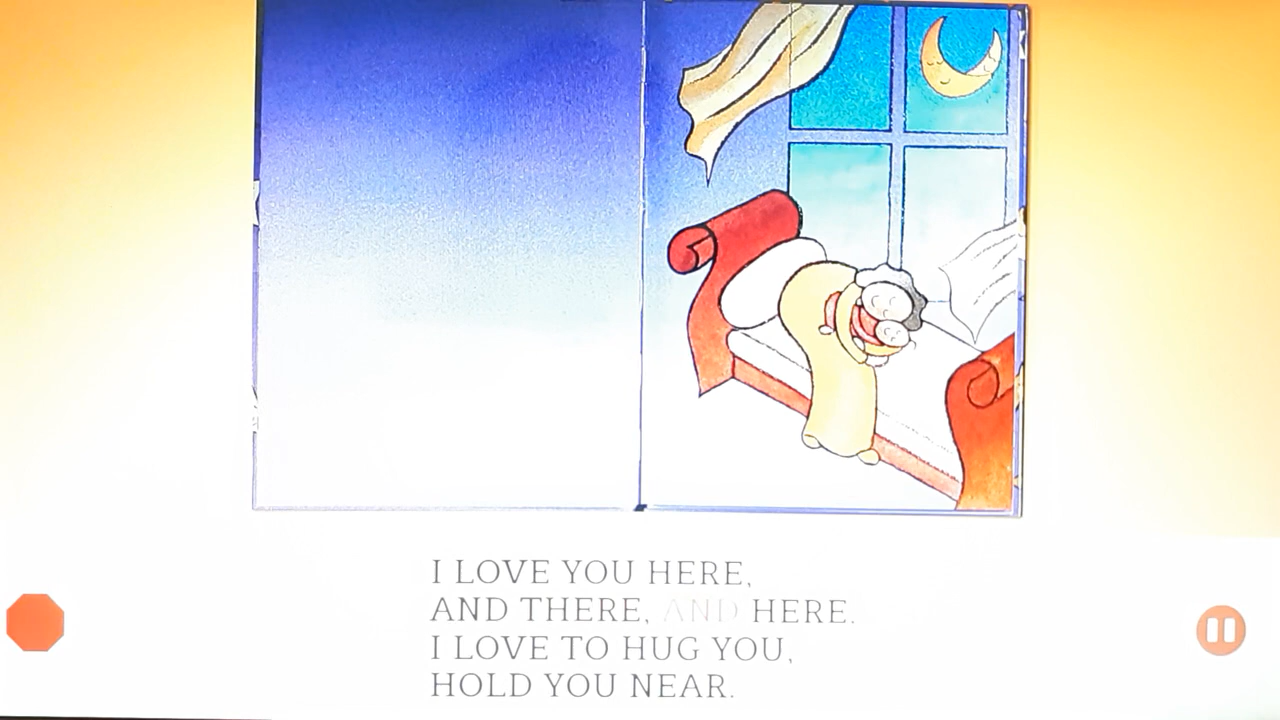 I LOVE YOU HERE,
AND THERE, AND HERE.
I LOVE TO HUG YOU,
HOLD YOU NEAR.